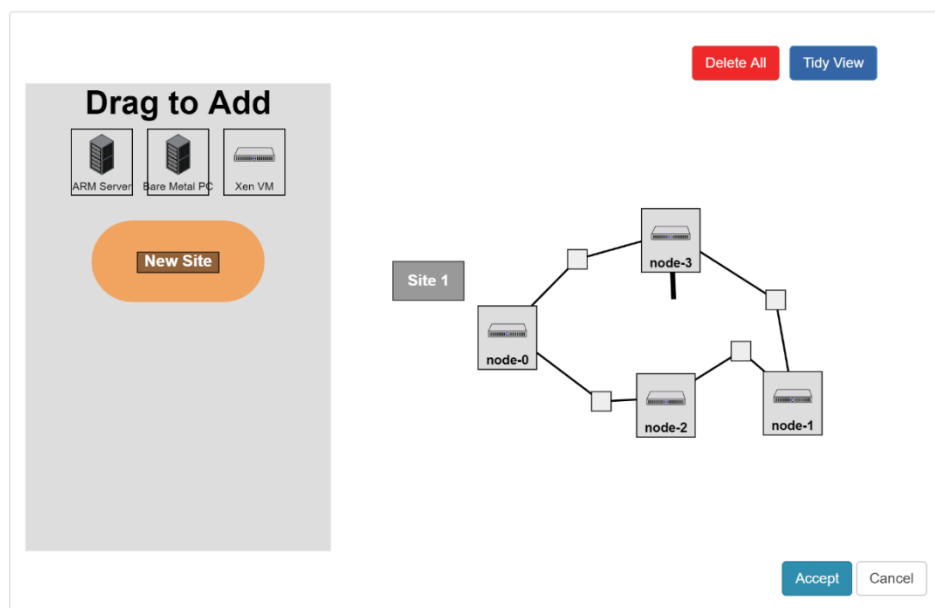 Delete All
Tidy View
Drag to Add
ARM Server
Bare Metal PC
Xen VM
New Site
Site 1
node-3
node-0
node-2
node-1
Accept
Cancel